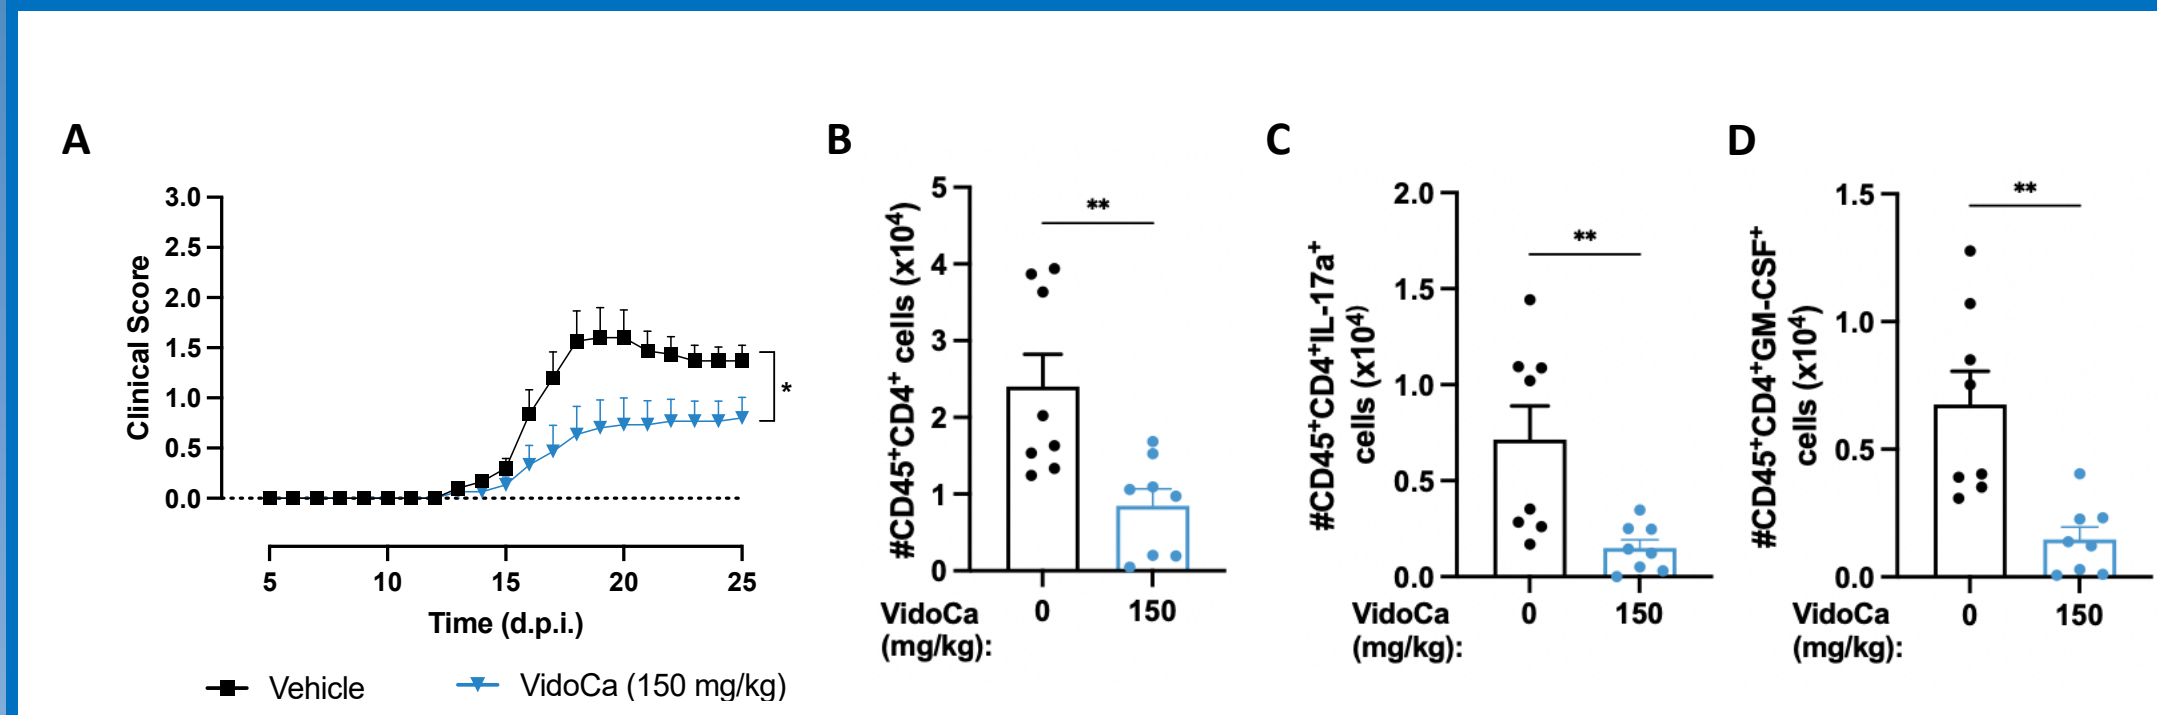 A
3.0
2.5
2.0
1.5
1.0
0.5
0.0
Clinical Score
*
5 10 15 20 25
Time (d.p.i.)
Vehicle
VidoCa (150 mg/kg)
B
#CD45⁺CD4⁺ cells (x10⁴)
5
4
3
2
1
0
**
VidoCa 0 150
(mg/kg):
C
#CD45⁺CD4⁺IL-17a⁺
cells (x10⁴)
2.0
1.5
1.0
0.5
0.0
**
VidoCa 0 150
(mg/kg):
D
#CD45⁺CD4⁺GM-CSF⁺
cells (x10⁴)
1.5
1.0
0.5
0.0
**
VidoCa 0 150
(mg/kg):